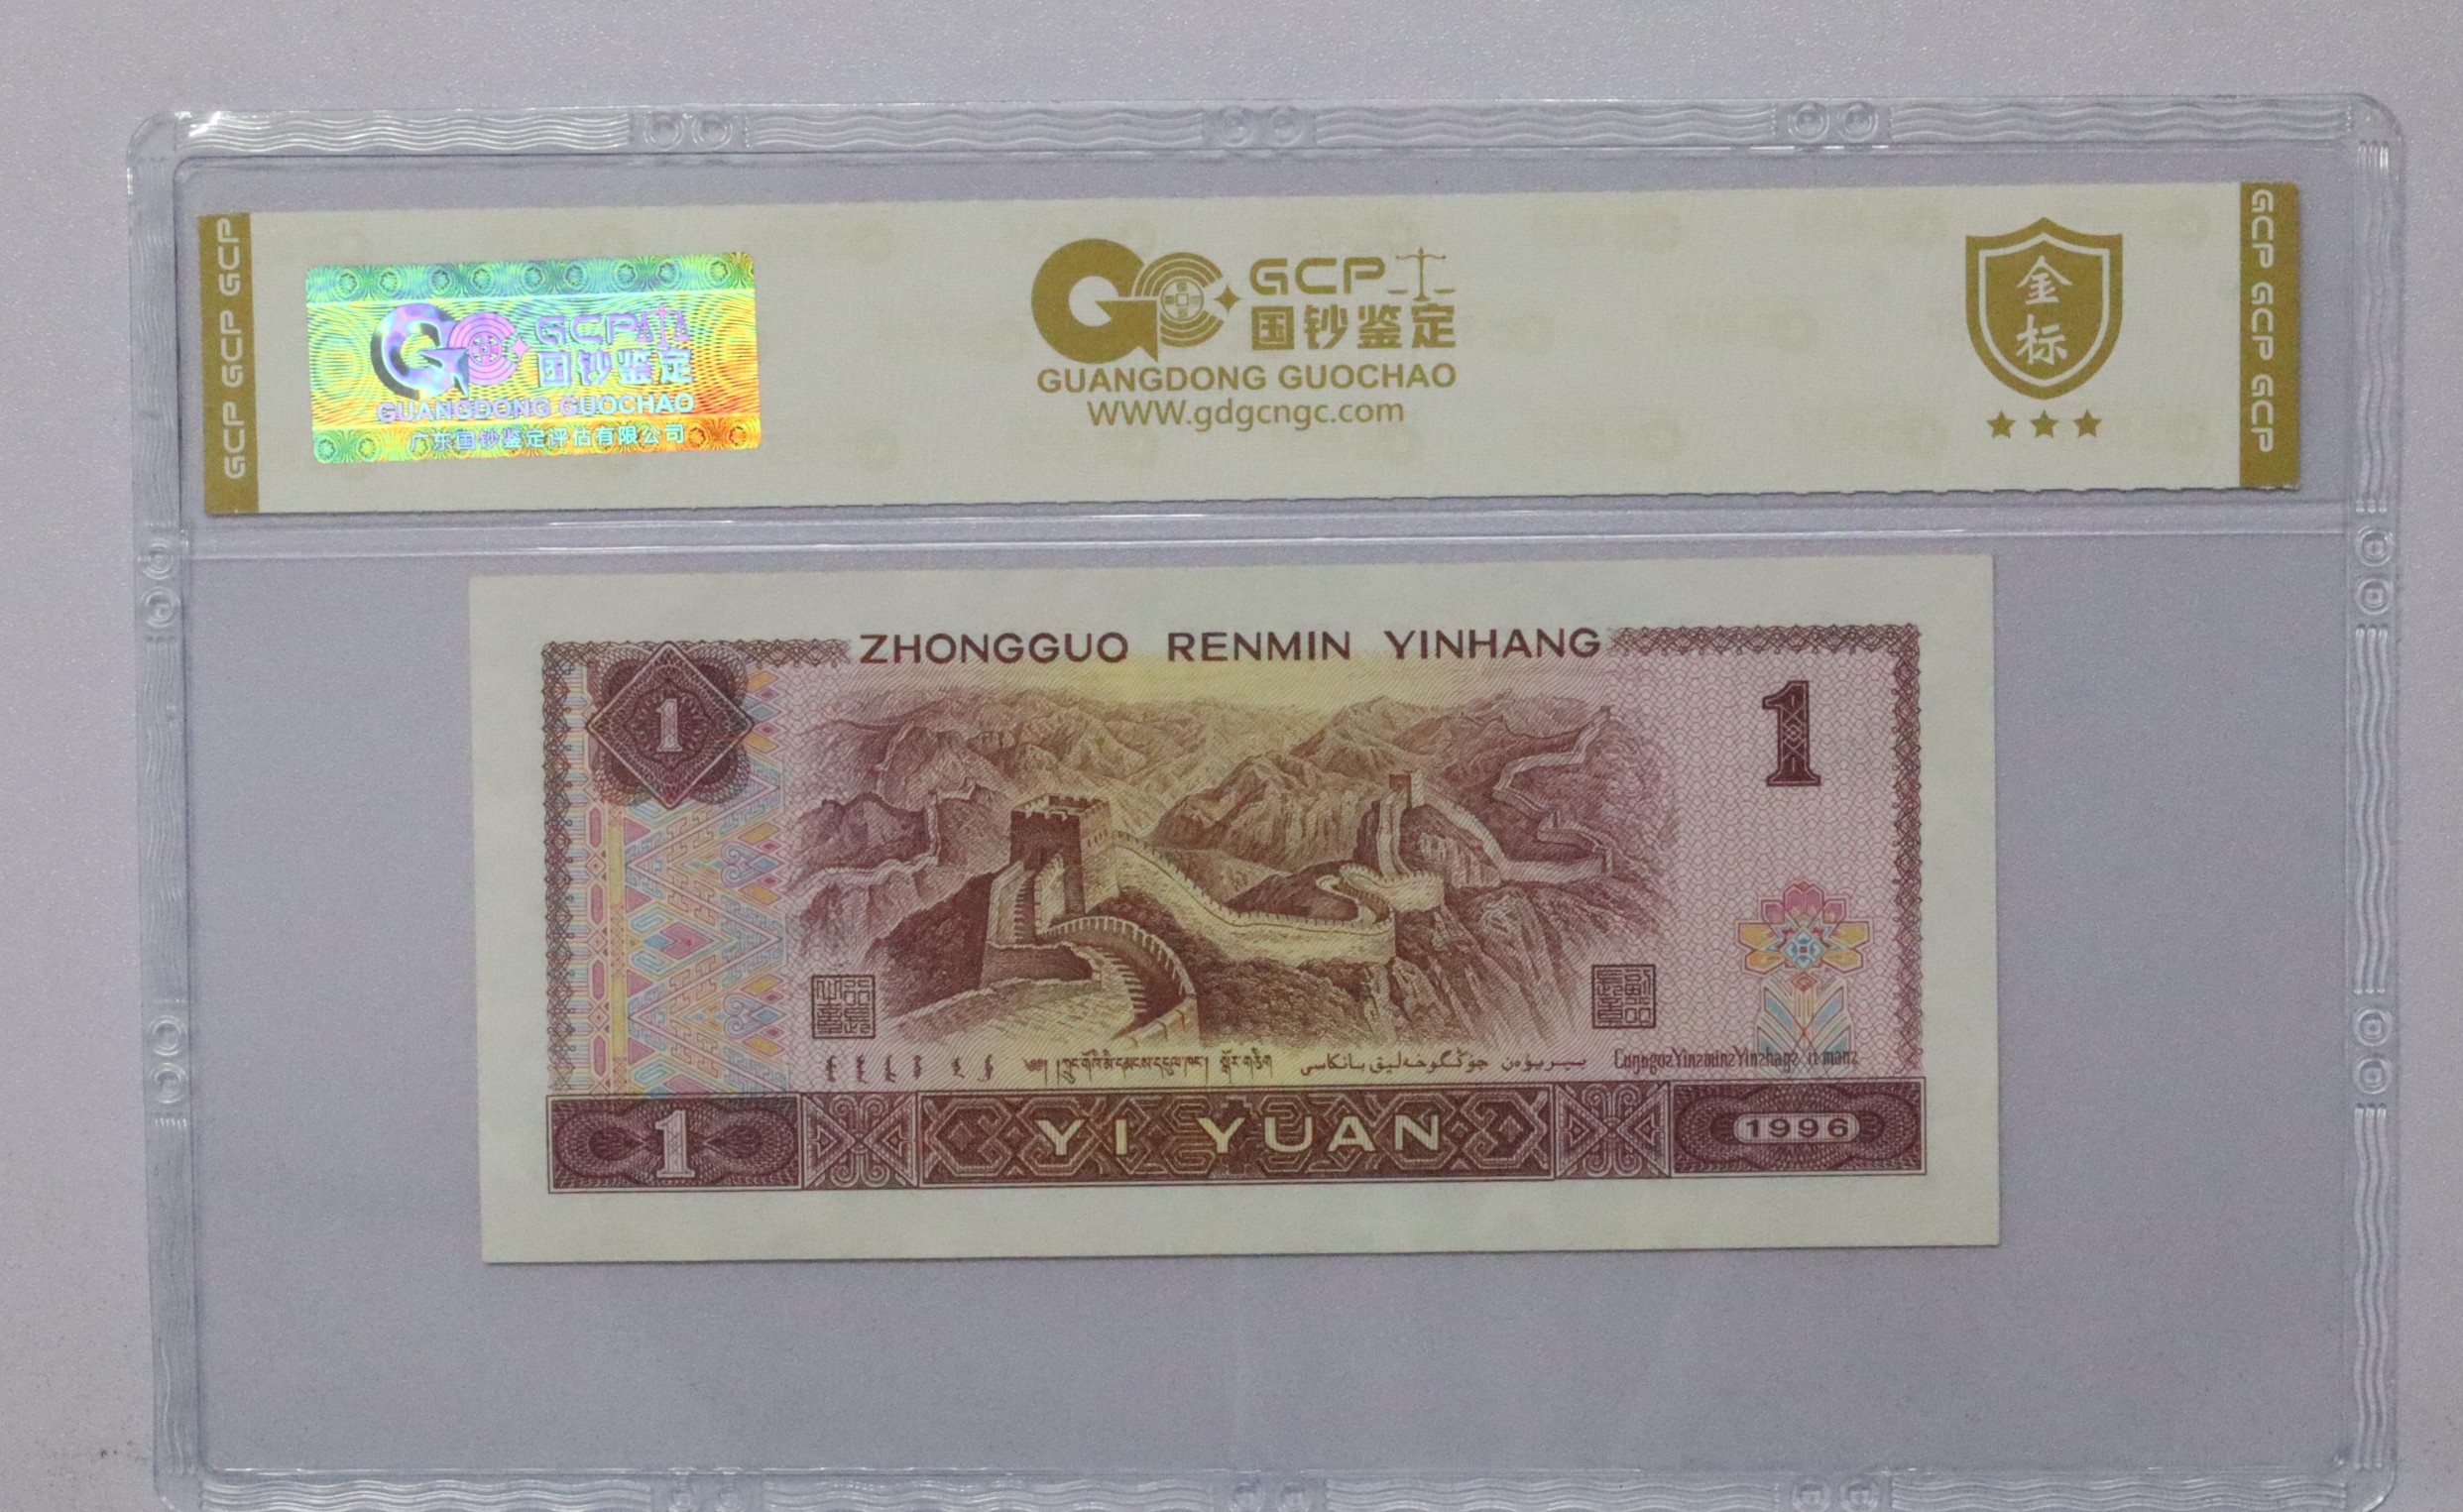 GCP GCP GCP
GCP
国钞鉴定
GUANGDONG GUOCHAO
广东国钞鉴定评估有限公司
GCP
国钞鉴定
GUANGDONG GUOCHAO
WWW.gdgcngc.com
金
标
GCP GCP GCP
ZHONGGUO RENMIN YINHANG
1
1
1
YI YUAN
1996